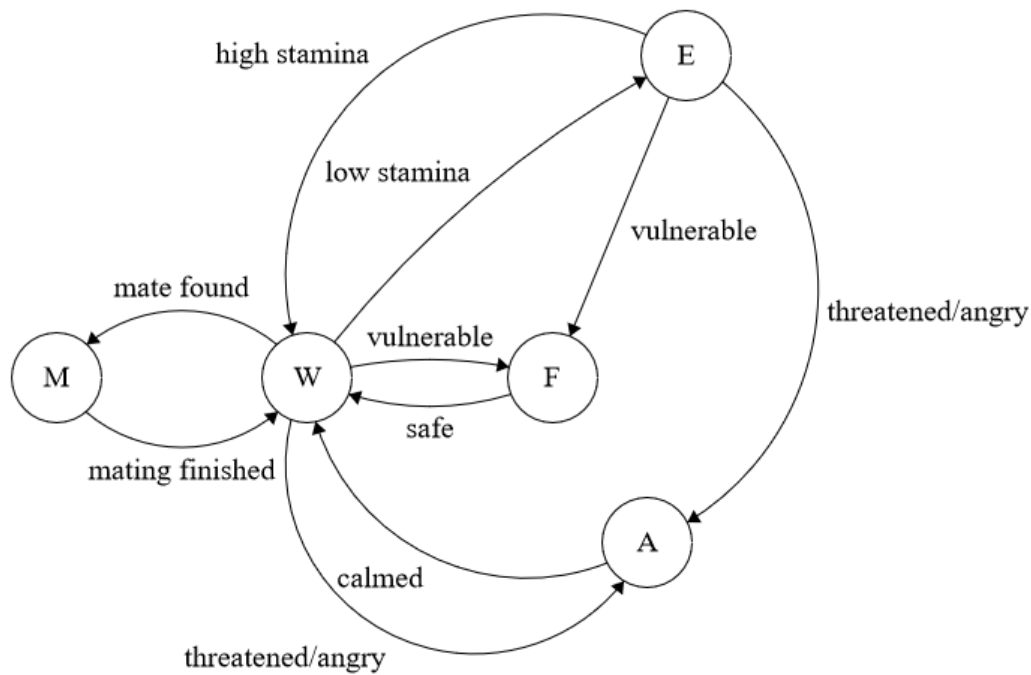 E
high stamina
low stamina
vulnerable
mate found
threatened/angry
vulnerable
M
W
F
safe
mating finished
A
calmed
threatened/angry